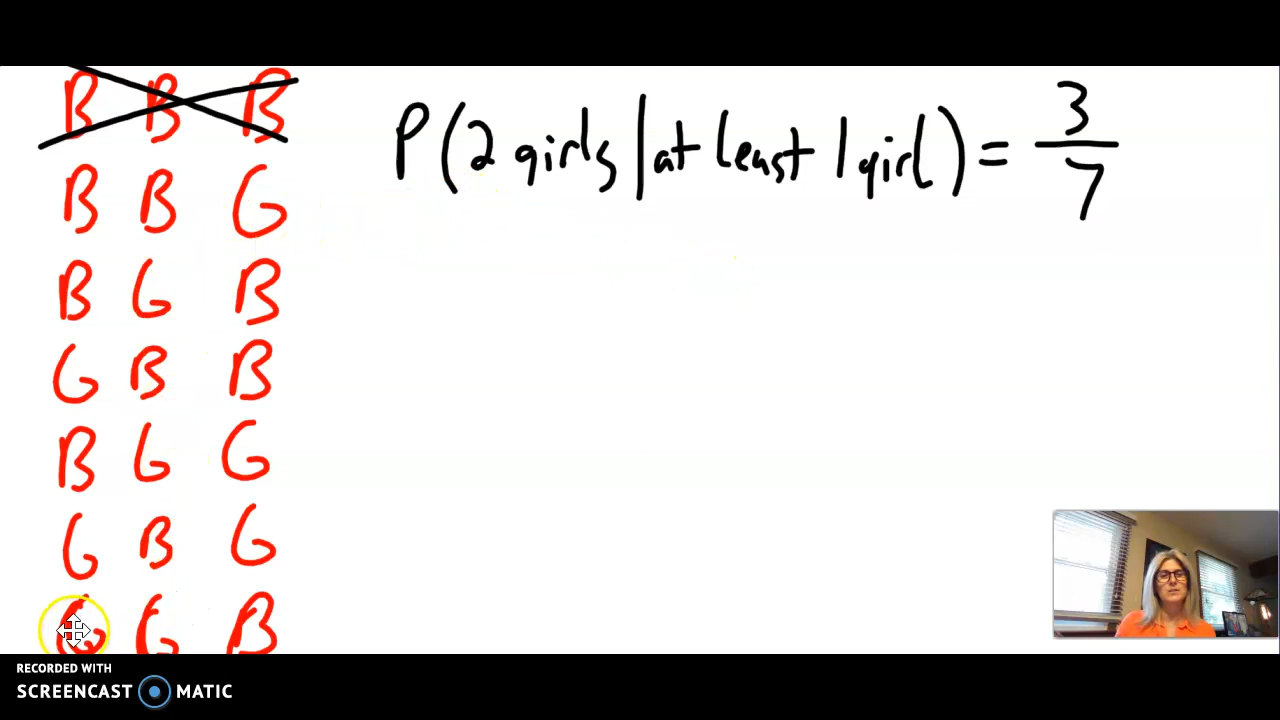 B B B
P(2 girls | at least 1 girl) = 3/7
B B G
B G B
G B B
B G G
G B G
G G B
RECORDED WITH
SCREENCAST MATIC